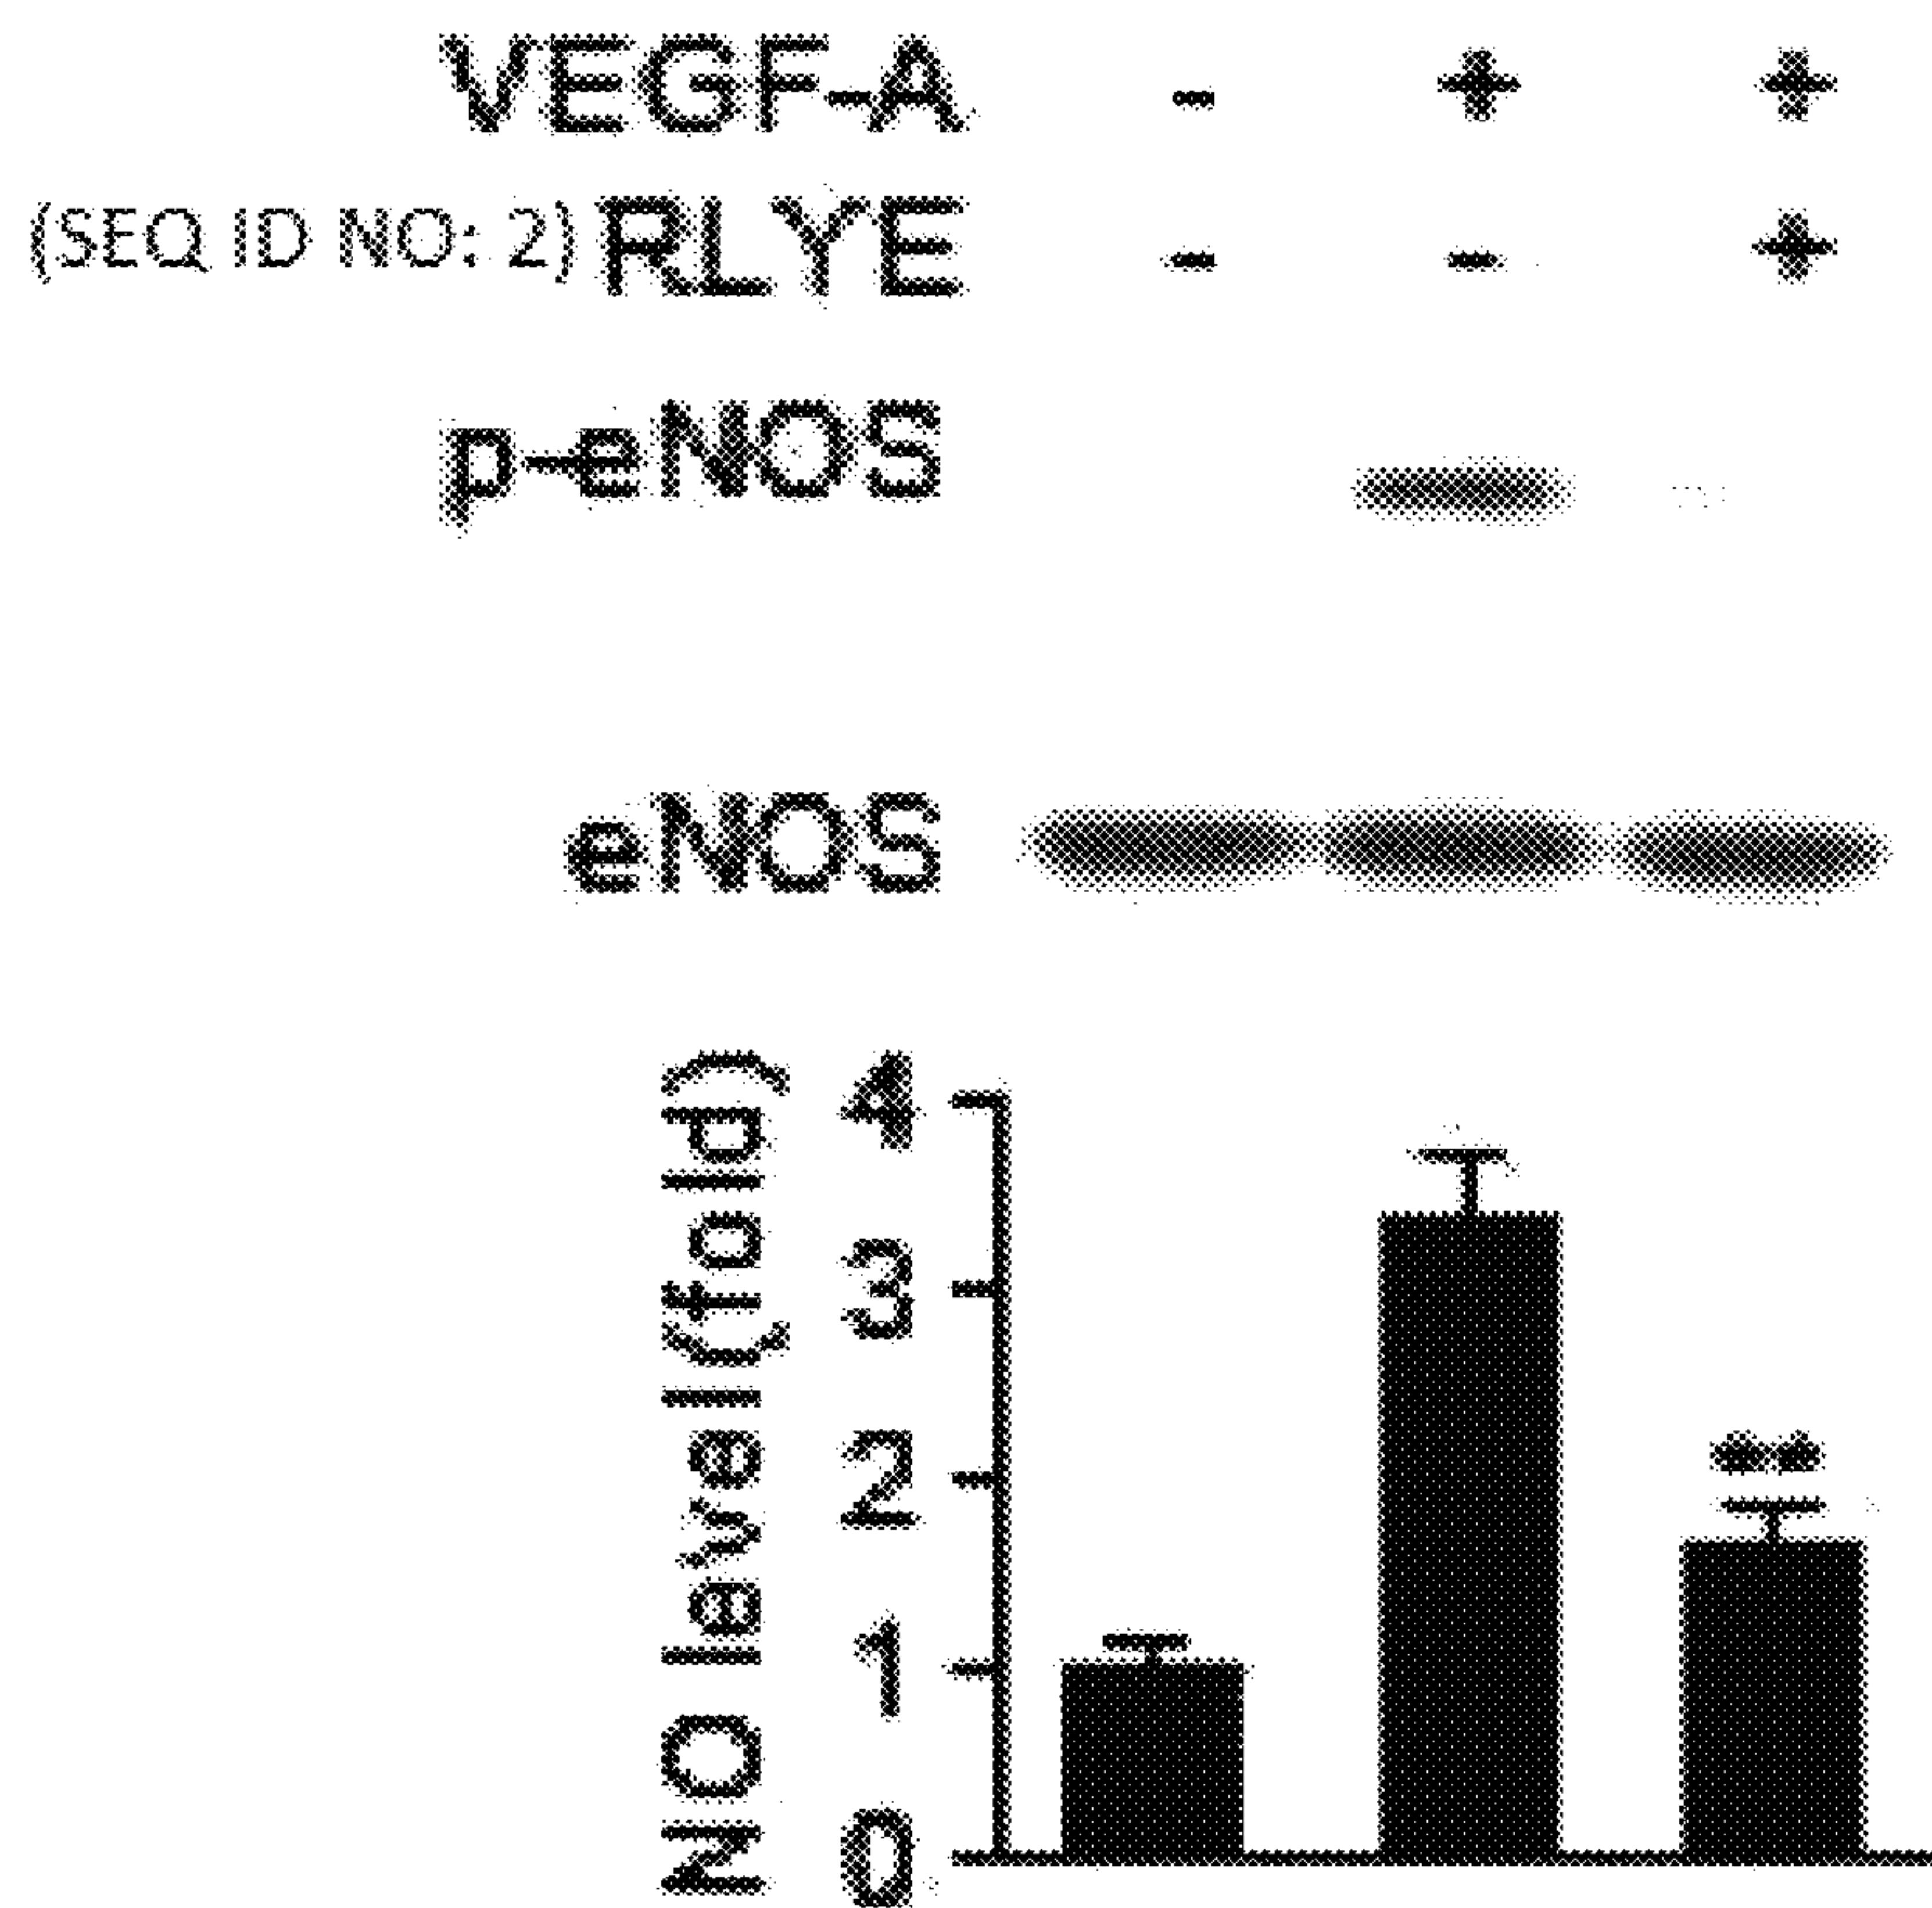 VEGF-A - + +
(SEQ ID NO: 2) RLYE - - +
p-eNOS
eNOS
NO level (fold)
4
3
2
1
0
**